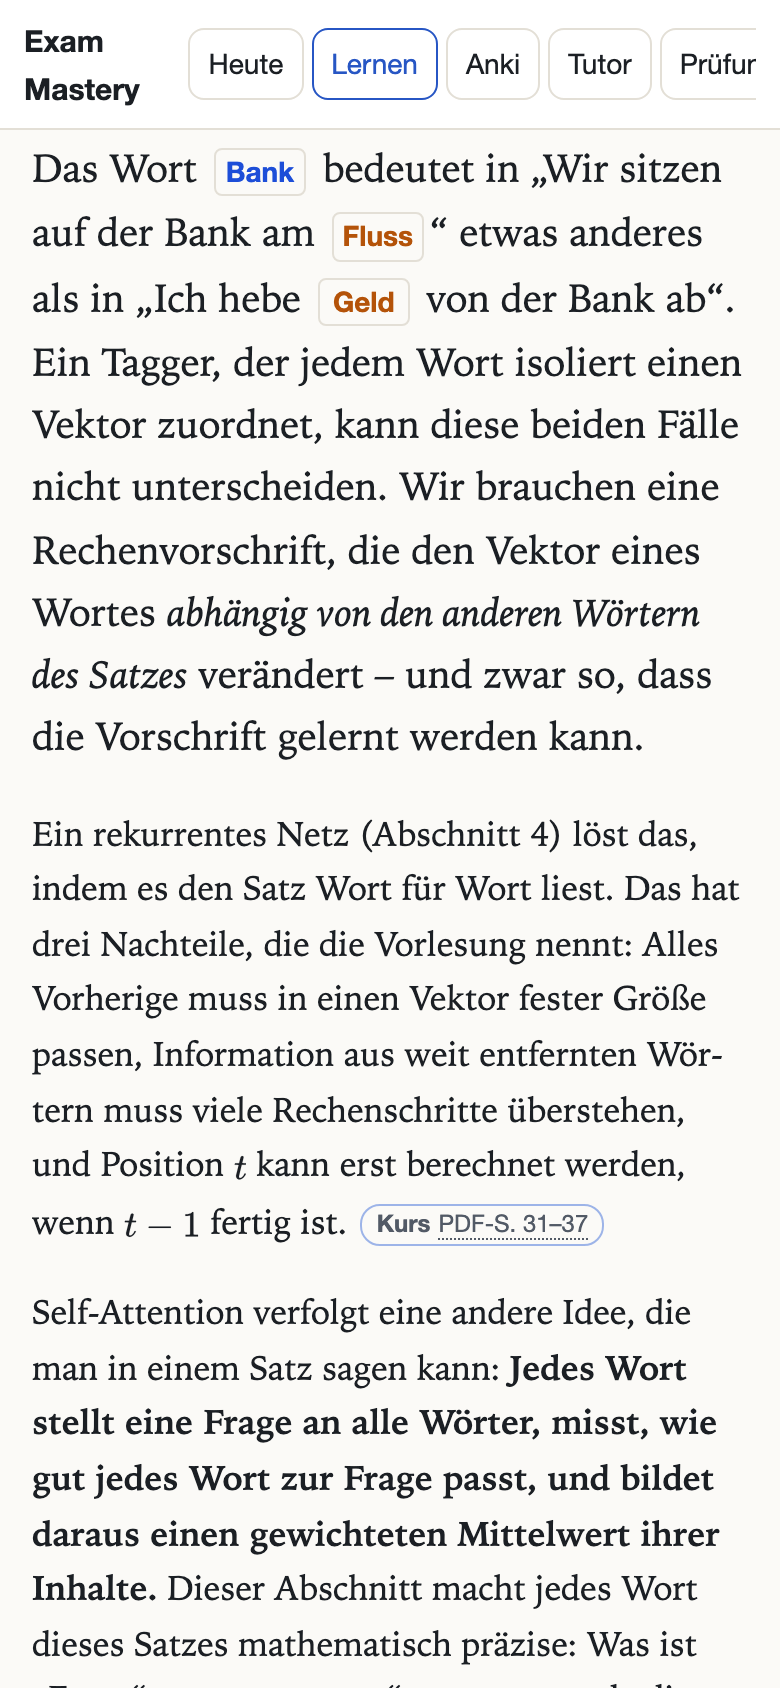 Exam
Mastery
Heute
Lernen
Anki
Tutor
Prüfur
Das Wort Bank bedeutet in „Wir sitzen
auf der Bank am Fluss“ etwas anderes
als in „Ich hebe Geld von der Bank ab“.
Ein Tagger, der jedem Wort isoliert einen
Vektor zuordnet, kann diese beiden Fälle
nicht unterscheiden. Wir brauchen eine
Rechenvorschrift, die den Vektor eines
Wortes abhängig von den anderen Wörtern
des Satzes verändert – und zwar so, dass
die Vorschrift gelernt werden kann.
Ein rekurrentes Netz (Abschnitt 4) löst das,
indem es den Satz Wort für Wort liest. Das hat
drei Nachteile, die die Vorlesung nennt: Alles
Vorherige muss in einen Vektor fester Größe
passen, Information aus weit entfernten Wör-
tern muss viele Rechenschritte überstehen,
und Position t kann erst berechnet werden,
wenn t − 1 fertig ist. Kurs PDF-S. 31–37
Self-Attention verfolgt eine andere Idee, die
man in einem Satz sagen kann: Jedes Wort
stellt eine Frage an alle Wörter, misst, wie
gut jedes Wort zur Frage passt, und bildet
daraus einen gewichteten Mittelwert ihrer
Inhalte. Dieser Abschnitt macht jedes Wort
dieses Satzes mathematisch präzise: Was ist